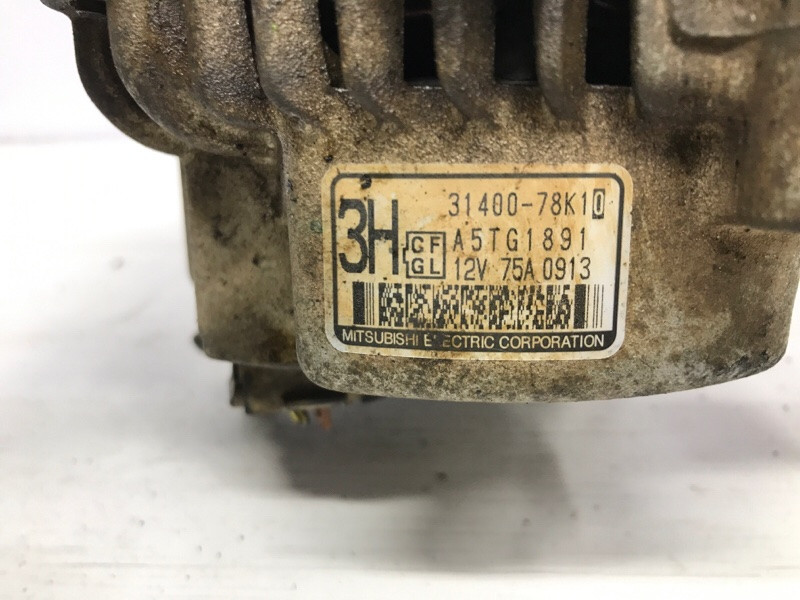 31400-78K10
3H CF A5TG1891
GL 12V 75A 0913
MITSUBISHI ELECTRIC CORPORATION